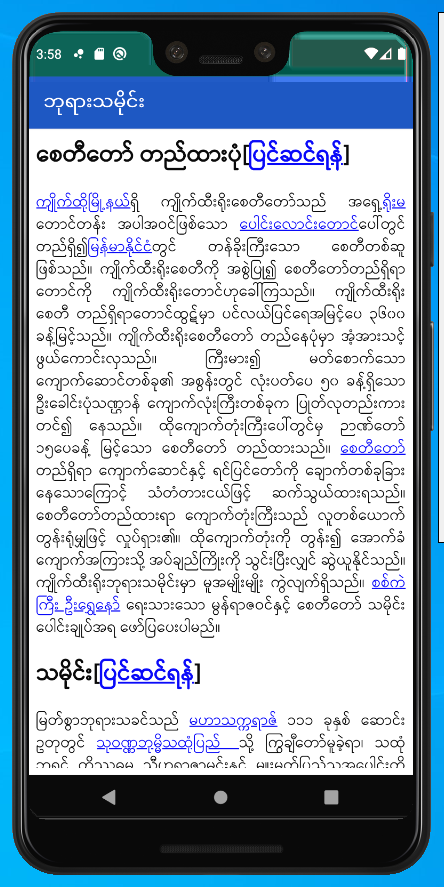 3:58
ဘုရားသမိုင်း
စေတီတော် တည်ထားပုံ[ပြင်ဆင်ရန်]
ကျိုက်ထိုမြို့နယ်ရှိ ကျိုက်ထီးရိုးစေတီတော်သည် အရှေ့ရိုးမ
တောင်တန်း အပါအဝင်ဖြစ်သော ပေါင်းလောင်းတောင်ပေါ်တွင်
တည်ရှိ၍မြန်မာနိုင်ငံတွင် တန်ခိုးကြီးသော စေတီတစ်ဆူ
ဖြစ်သည်။ ကျိုက်ထီးရိုးစေတီကို အစွဲပြု၍ စေတီတော်တည်ရှိရာ
တောင်ကို ကျိုက်ထီးရိုးတောင်ဟုခေါ်ကြသည်။ ကျိုက်ထီးရိုး
စေတီ တည်ရှိရာတောင်ထွဋ်မှာ ပင်လယ်ပြင်ရေအမြင့်ပေ ၃၆၀၀
ခန့်မြင့်သည်။ ကျိုက်ထီးရိုးစေတီတော် တည်နေပုံမှာ အံ့အားသင့်
ဖွယ်ကောင်းလှသည်။ ကြီးမား၍ မတ်စောက်သော
ကျောက်ဆောင်တစ်ခု၏ အစွန်းတွင် လုံးပတ်ပေ ၅၀ ခန့်ရှိသော
ဦးခေါင်းပုံသဏ္ဌာန် ကျောက်လုံးကြီးတစ်ခုက ပြုတ်လုတည်းကား
တင်၍ နေသည်။ ထိုကျောက်တုံးကြီးပေါ်တွင်မှ ဉာဏ်တော်
၁၅ပေခန့် မြင့်သော စေတီတော် တည်ထားသည်။ စေတီတော်
တည်ရှိရာ ကျောက်ဆောင်နှင့် ရင်ပြင်တော်ကို ချောက်တစ်ခုခြား
နေသောကြောင့် သံတံတားငယ်ဖြင့် ဆက်သွယ်ထားရသည်။
စေတီတော်တည်ထားရာ ကျောက်တုံးကြီးသည် လူတစ်ယောက်
တွန်းရုံမျှဖြင့် လှုပ်ရှား၏။ ထိုကျောက်တုံးကို တွန်း၍ အောက်ခံ
ကျောက်အကြားသို့ အပ်ချည်ကြိုးကို သွင်းပြီးလျှင် ဆွဲယူနိုင်သည်။
ကျိုက်ထီးရိုးဘုရားသမိုင်းမှာ မူအမျိုးမျိုး ကွဲလျက်ရှိသည်။ စစ်ကဲ
ကြီး ဦးရွှေနော် ရေးသားသော မွန်ရာဇဝင်နှင့် စေတီတော် သမိုင်း
ပေါင်းချုပ်အရ ဖော်ပြပေးပါမည်။
သမိုင်း[ပြင်ဆင်ရန်]
မြတ်စွာဘုရားသခင်သည် မဟာသက္ကရာဇ် ၁၁၁ ခုနှစ် ဆောင်း
ဥတုတွင် သုဝဏ္ဏဘုမ္မိသထုံပြည် သို့ ကြွချီတော်မူခဲ့ရာ၊ သထုံ